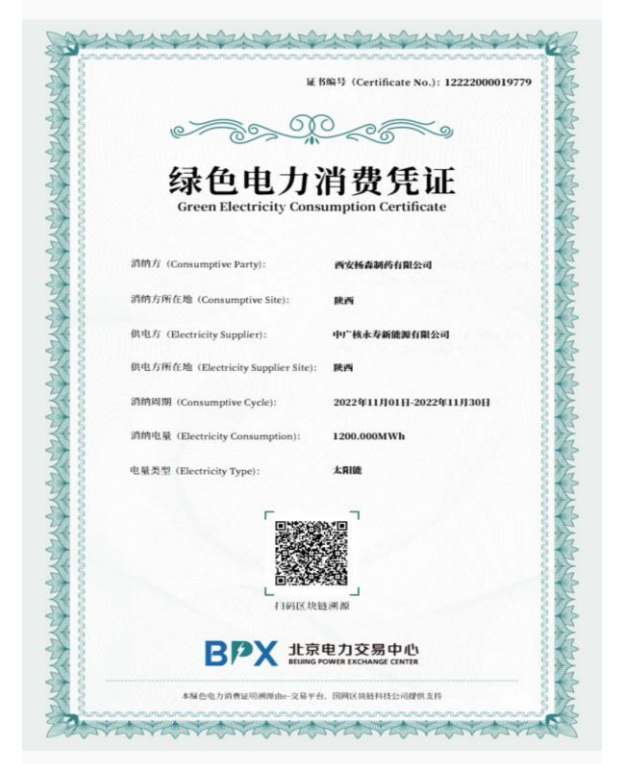 证书编号（Certificate No.）：12222000019779
绿色电力消费凭证
Green Electricity Consumption Certificate
消纳方（Consumptive Party）： 西安杨森制药有限公司
消纳方所在地（Consumptive Site）： 陕西
供电方（Electricity Supplier）： 中广核永寿新能源有限公司
供电方所在地（Electricity Supplier Site）： 陕西
消纳周期（Consumptive Cycle）： 2022年11月01日-2022年11月30日
消纳电量（Electricity Consumption）： 1200.000MWh
电量类型（Electricity Type）： 太阳能
扫码区块链溯源
BPX 北京电力交易中心
BEIJING POWER EXCHANGE CENTER
本绿色电力消费证明溯源由e-交易平台、国网区块链科技公司提供支持